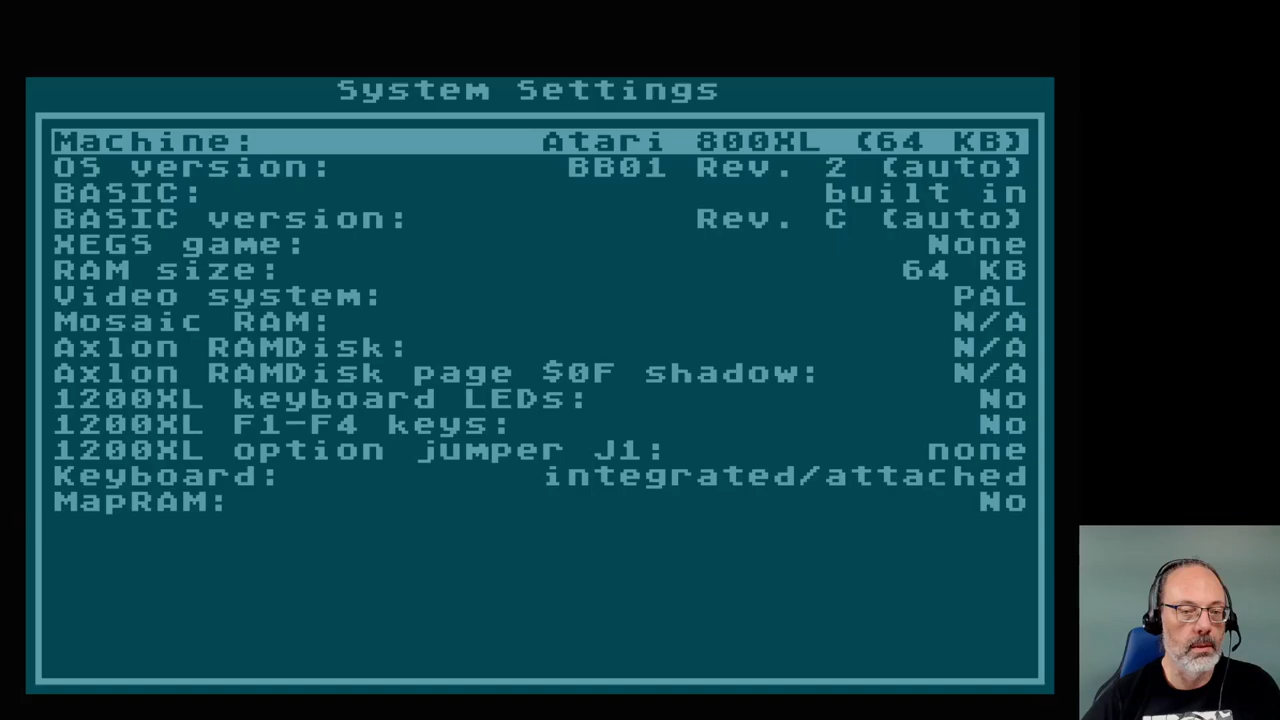 System Settings
Machine: Atari 800XL (64 KB)
OS version: BB01 Rev. 2 (auto)
BASIC: built in
BASIC version: Rev. C (auto)
XEGS game: None
RAM size: 64 KB
Video system: PAL
Mosaic RAM: N/A
Axlon RAMDisk: N/A
Axlon RAMDisk page $0F shadow: N/A
1200XL keyboard LEDs: No
1200XL F1-F4 keys: No
1200XL option jumper J1: none
Keyboard: integrated/attached
MapRAM: No